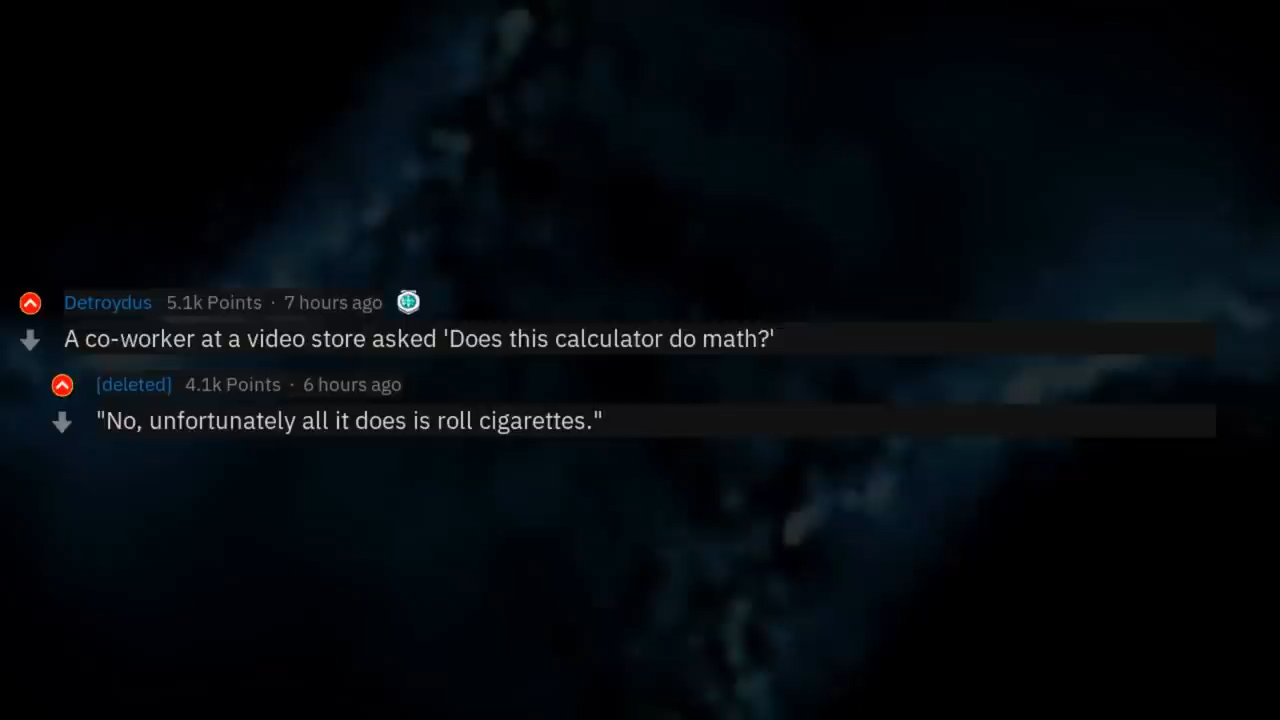 Detroydus 5.1k Points · 7 hours ago
A co-worker at a video store asked 'Does this calculator do math?'
[deleted] 4.1k Points · 6 hours ago
"No, unfortunately all it does is roll cigarettes."